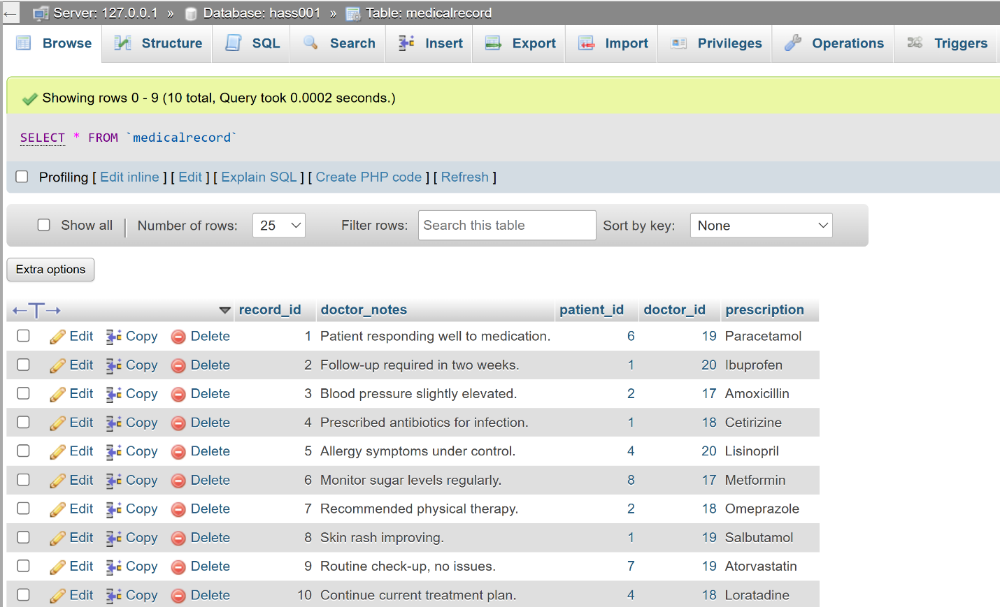 ← Server: 127.0.0.1 » Database: hass001 » Table: medicalrecord
Browse Structure SQL Search Insert Export Import Privileges Operations Triggers
Showing rows 0 - 9 (10 total, Query took 0.0002 seconds.)
SELECT * FROM `medicalrecord`
Profiling [ Edit inline ] [ Edit ] [ Explain SQL ] [ Create PHP code ] [ Refresh ]
Show all Number of rows: 25 Filter rows: Search this table Sort by key: None
Extra options
←T→ record_id doctor_notes patient_id doctor_id prescription
Edit Copy Delete 1 Patient responding well to medication. 6 19 Paracetamol
Edit Copy Delete 2 Follow-up required in two weeks. 1 20 Ibuprofen
Edit Copy Delete 3 Blood pressure slightly elevated. 2 17 Amoxicillin
Edit Copy Delete 4 Prescribed antibiotics for infection. 1 18 Cetirizine
Edit Copy Delete 5 Allergy symptoms under control. 4 20 Lisinopril
Edit Copy Delete 6 Monitor sugar levels regularly. 8 17 Metformin
Edit Copy Delete 7 Recommended physical therapy. 2 18 Omeprazole
Edit Copy Delete 8 Skin rash improving. 1 19 Salbutamol
Edit Copy Delete 9 Routine check-up, no issues. 7 19 Atorvastatin
Edit Copy Delete 10 Continue current treatment plan. 4 18 Loratadine